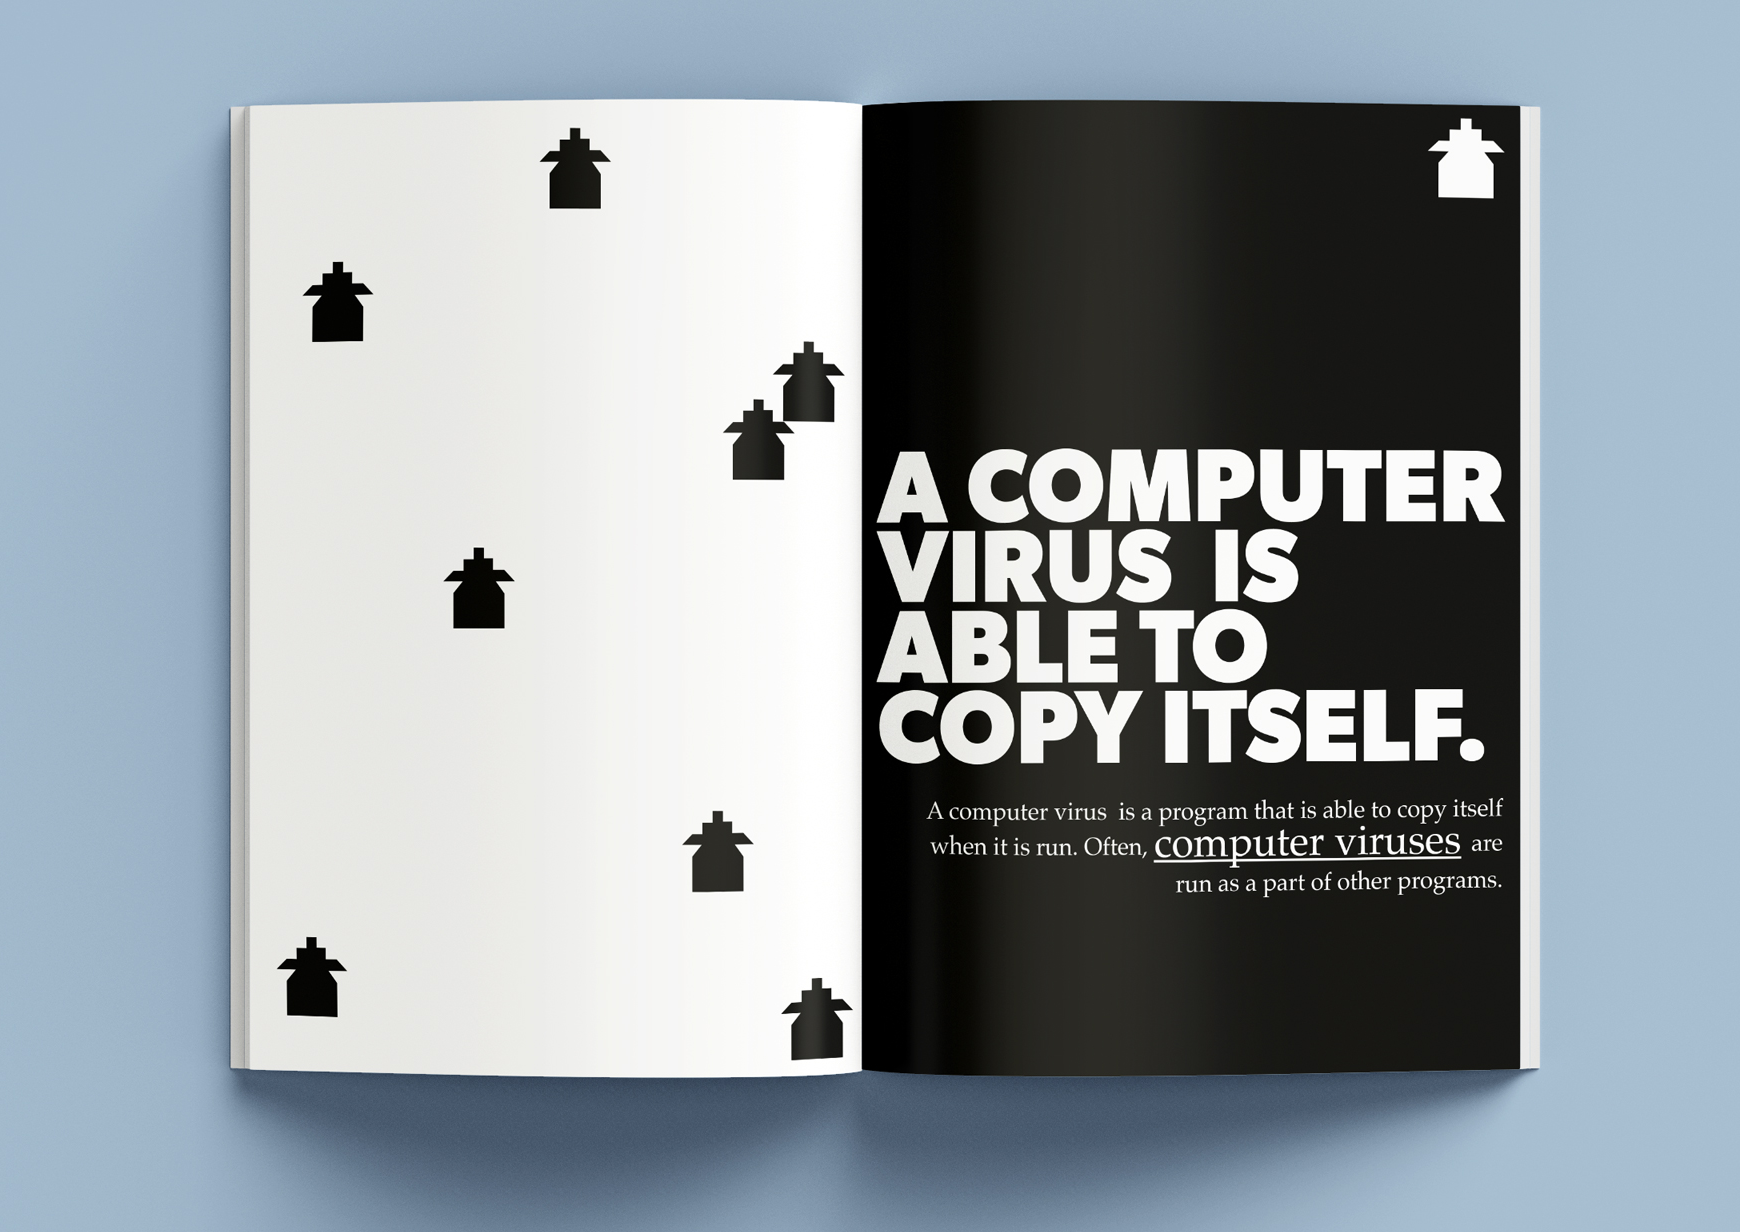 A COMPUTER
VIRUS  IS
ABLE TO
COPY ITSELF.
A computer virus  is a program that is able to copy itself
when it is run. Often, computer viruses are
run as a part of other programs.